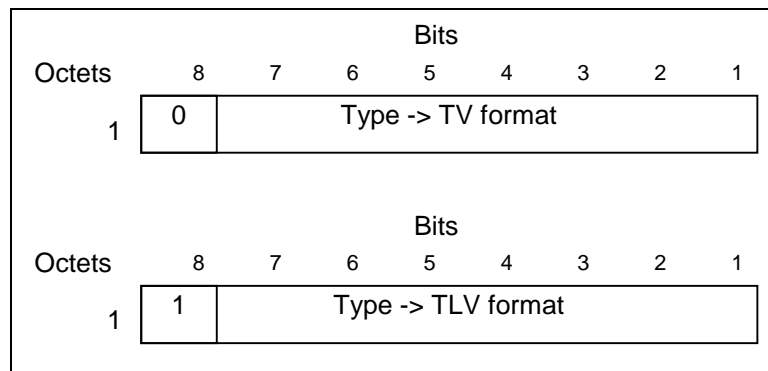 Bits
Octets 8 7 6 5 4 3 2 1
1 0 Type -> TV format
Bits
Octets 8 7 6 5 4 3 2 1
1 1 Type -> TLV format